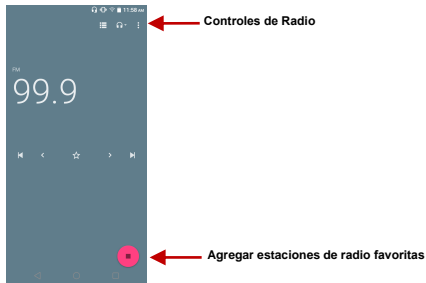 11:58 AM
Controles de Radio
FM
99.9
Agregar estaciones de radio favoritas